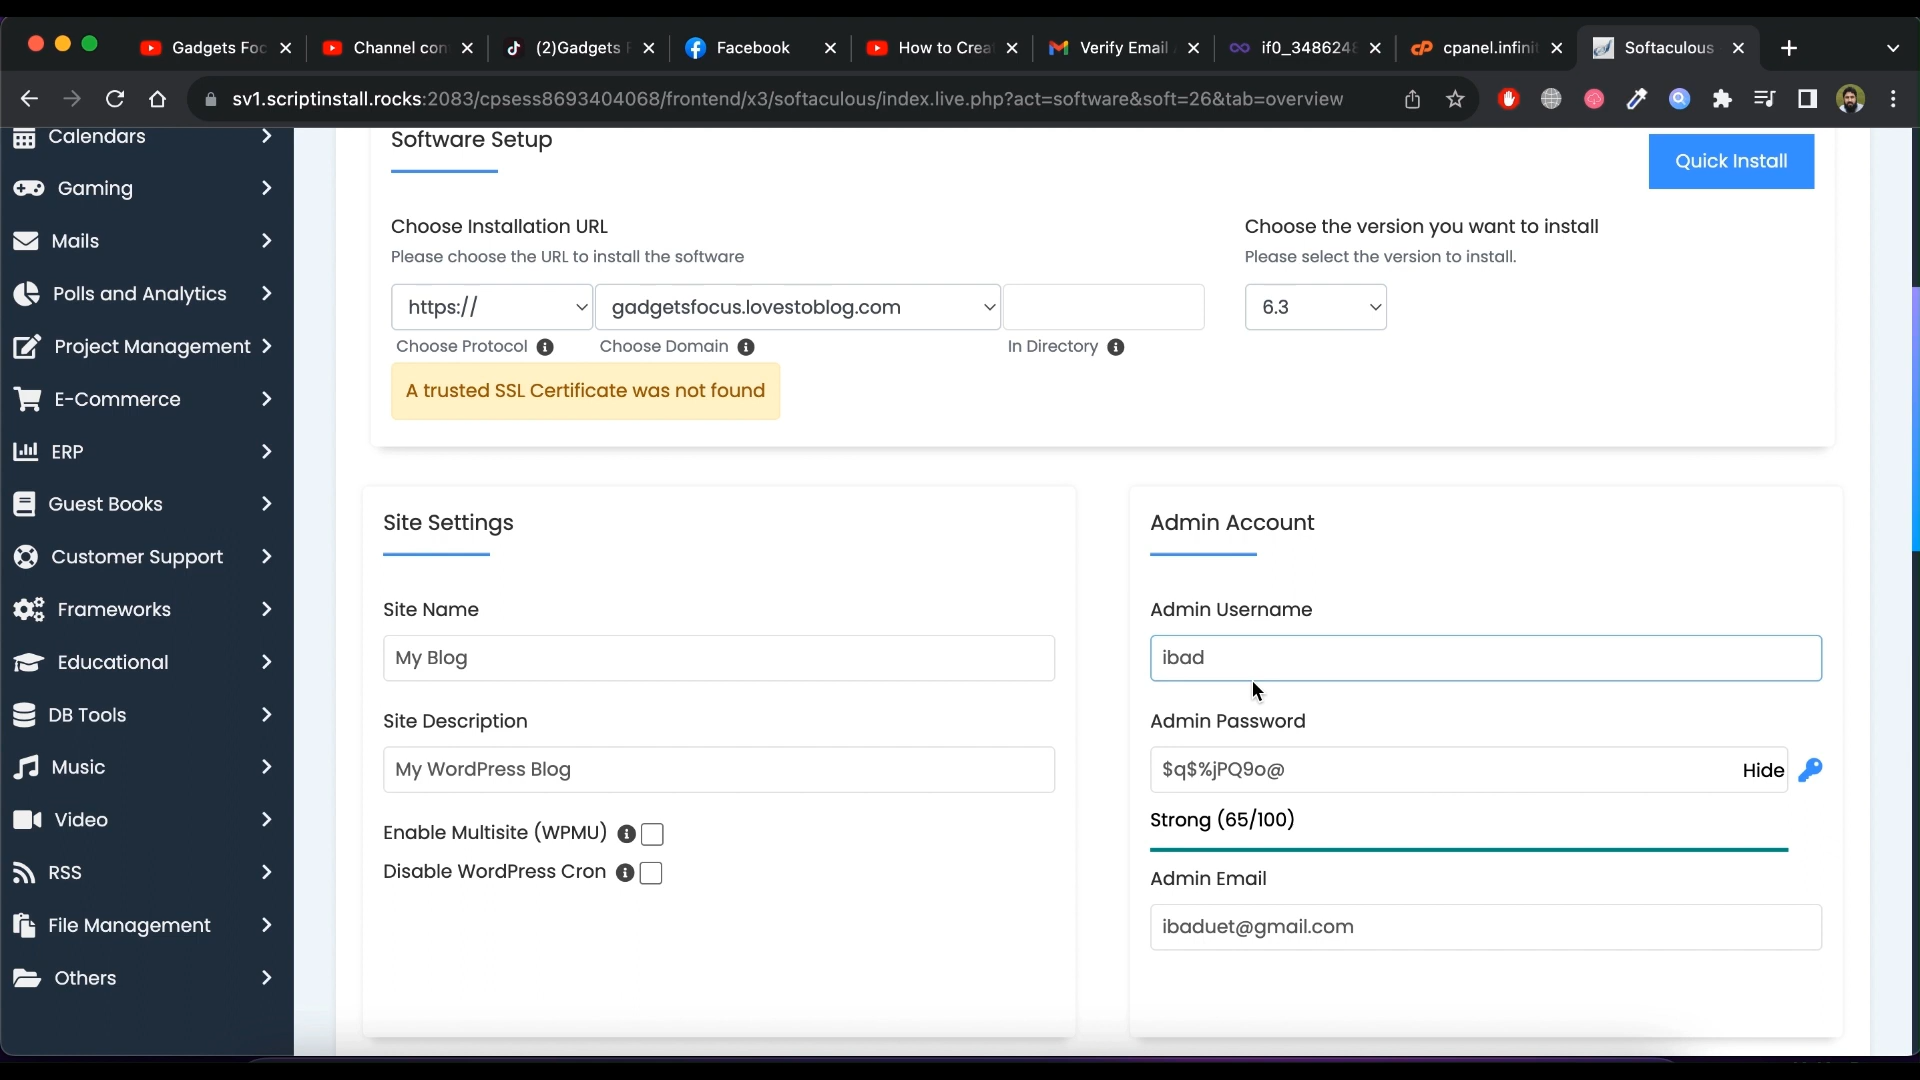 Gadgets Foc
Channel con
(2)Gadgets F
Facebook
How to Crea
Verify Email
if0_3486248
cpanel.infini
Softaculous
sv1.scriptinstall.rocks:2083/cpsess8693404068/frontend/x3/softaculous/index.live.php?act=software&soft=26&tab=overview
Calendars
Gaming
Mails
Polls and Analytics
Project Management
E-Commerce
ERP
Guest Books
Customer Support
Frameworks
Educational
DB Tools
Music
Video
RSS
File Management
Others
Software Setup
Quick Install
Choose Installation URL
Please choose the URL to install the software
https://
gadgetsfocus.lovestoblog.com
Choose Protocol
Choose Domain
In Directory
A trusted SSL Certificate was not found
Choose the version you want to install
Please select the version to install.
6.3
Site Settings
Site Name
My Blog
Site Description
My WordPress Blog
Enable Multisite (WPMU)
Disable WordPress Cron
Admin Account
Admin Username
ibad
Admin Password
$q$%jPQ9o@
Hide
Strong (65/100)
Admin Email
ibaduet@gmail.com